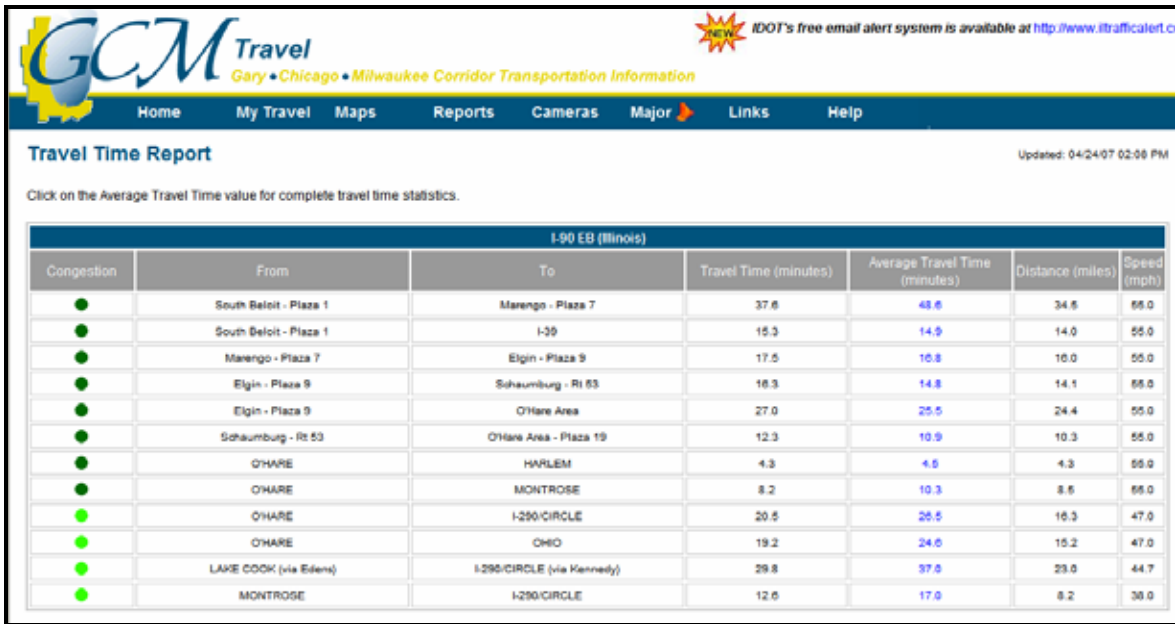 GCM Travel
Gary • Chicago • Milwaukee Corridor Transportation Information
NEW IDOT's free email alert system is available at http://www.iltrafficalert.c
Home My Travel Maps Reports Cameras Major Links Help
Travel Time Report
Updated: 04/24/07 02:08 PM
Click on the Average Travel Time value for complete travel time statistics.
I-90 EB (Illinois)
Congestion From To Travel Time (minutes) Average Travel Time (minutes) Distance (miles) Speed (mph)
South Beloit - Plaza 1 Marengo - Plaza 7 37.6 48.6 34.5 55.0
South Beloit - Plaza 1 I-39 15.3 14.9 14.0 55.0
Marengo - Plaza 7 Elgin - Plaza 9 17.5 16.8 16.0 55.0
Elgin - Plaza 9 Schaumburg - Rt 53 16.3 14.8 14.1 55.0
Elgin - Plaza 9 O'Hare Area 27.0 25.5 24.4 55.0
Schaumburg - Rt 53 O'Hare Area - Plaza 19 12.3 10.9 10.3 55.0
O'HARE HARLEM 4.3 4.5 4.3 55.0
O'HARE MONTROSE 8.2 10.3 8.5 55.0
O'HARE I-290/CIRCLE 20.5 26.5 16.3 47.0
O'HARE OHIO 19.2 24.6 15.2 47.0
LAKE COOK (via Edens) I-290/CIRCLE (via Kennedy) 29.8 37.0 23.0 44.7
MONTROSE I-290/CIRCLE 12.6 17.0 8.2 38.0